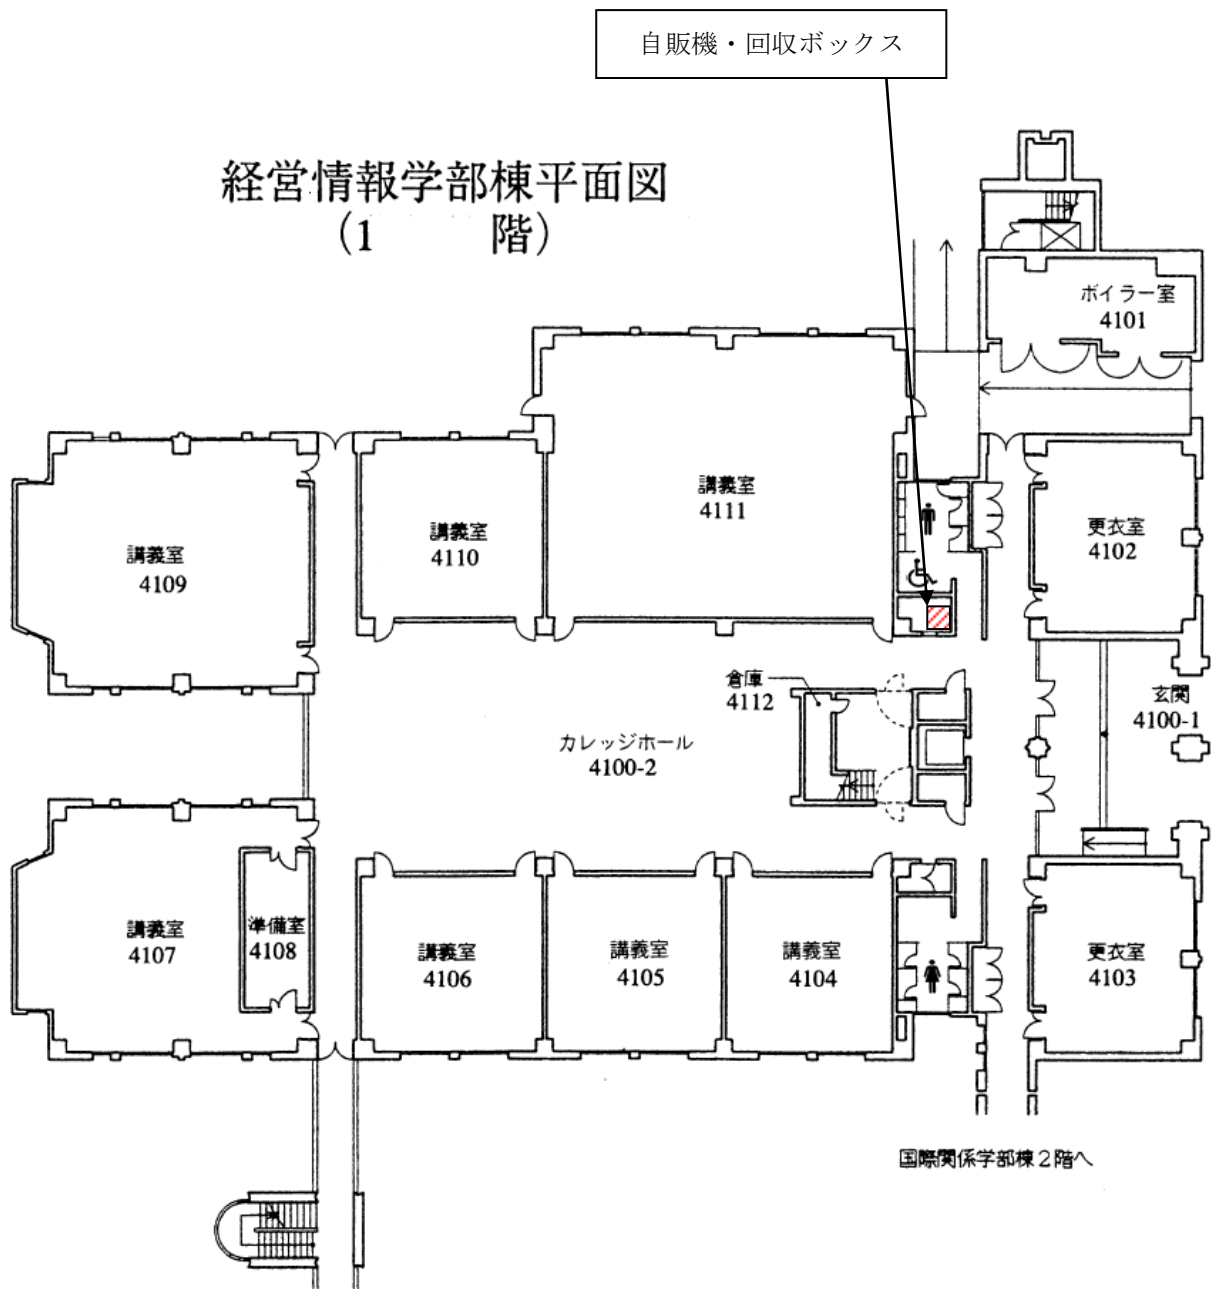 自販機・回収ボックス
経営情報学部棟平面図
(1 階)
ボイラー室
4101
講義室
4111
講義室
4110
講義室
4109
更衣室
4102
倉庫
4112
玄関
4100-1
カレッジホール
4100-2
講義室
4107
準備室
4108
講義室
4106
講義室
4105
講義室
4104
更衣室
4103
国際関係学部棟2階へ